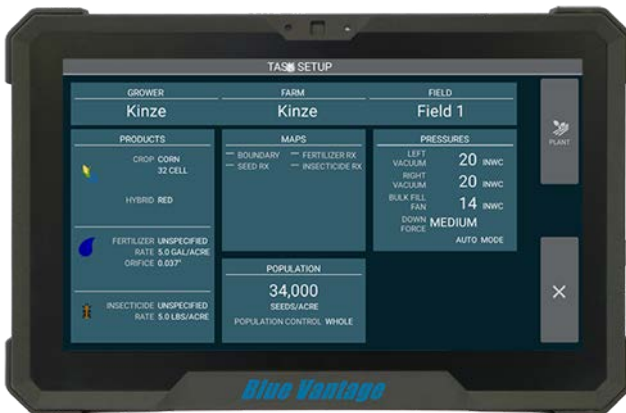 TASK SETUP
GROWER
Kinze
FARM
Kinze
FIELD
Field 1
PRODUCTS
CROP CORN
32 CELL
HYBRID RED
FERTILIZER UNSPECIFIED
RATE 5.0 GAL/ACRE
ORIFICE 0.037"
INSECTICIDE UNSPECIFIED
RATE 5.0 LBS/ACRE
MAPS
— BOUNDARY — FERTILIZER RX
— SEED RX — INSECTICIDE RX
POPULATION
34,000
SEEDS/ACRE
POPULATION CONTROL WHOLE
PRESSURES
LEFT
VACUUM 20 INWC
RIGHT
VACUUM 20 INWC
BULK FILL
FAN 14 INWC
DOWN
FORCE MEDIUM
AUTO MODE
PLANT
Blue Vantage